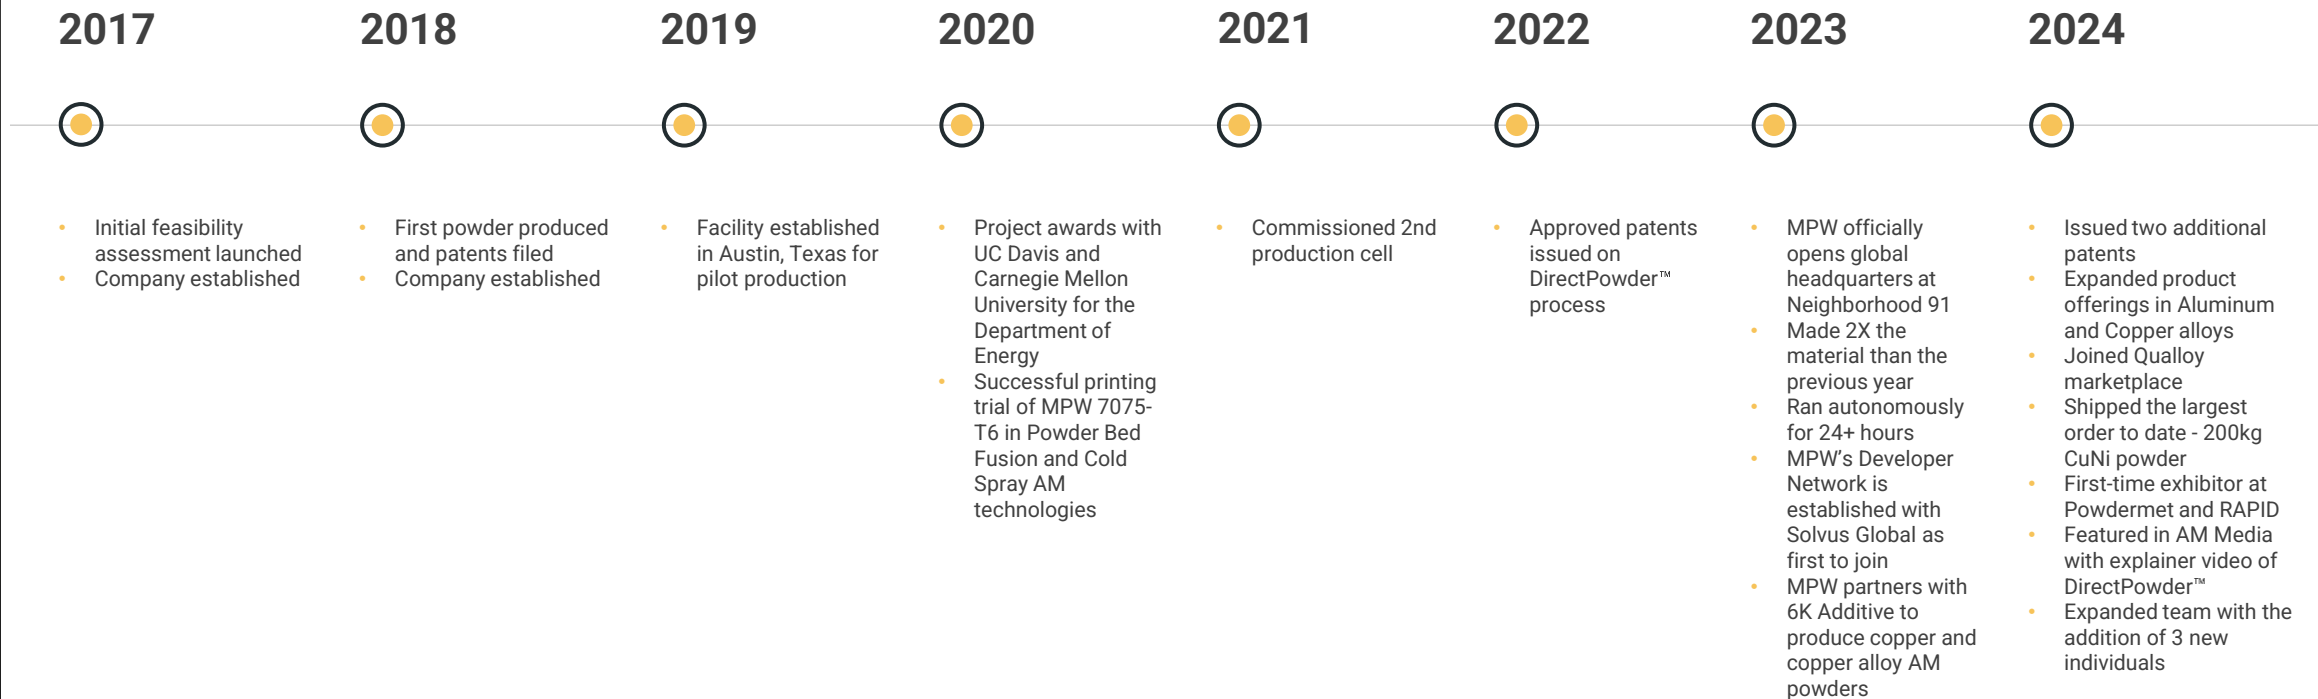 2017
2018
2019
2020
2021
2022
2023
2024
• Initial feasibility
assessment launched
• Company established
• First powder produced
and patents filed
• Company established
• Facility established
in Austin, Texas for
pilot production
• Project awards with
UC Davis and
Carnegie Mellon
University for the
Department of
Energy
• Successful printing
trial of MPW 7075-
T6 in Powder Bed
Fusion and Cold
Spray AM
technologies
• Commissioned 2nd
production cell
• Approved patents
issued on
DirectPowder™
process
• MPW officially
opens global
headquarters at
Neighborhood 91
• Made 2X the
material than the
previous year
• Ran autonomously
for 24+ hours
• MPW’s Developer
Network is
established with
Solvus Global as
first to join
• MPW partners with
6K Additive to
produce copper and
copper alloy AM
powders
• Issued two additional
patents
• Expanded product
offerings in Aluminum
and Copper alloys
• Joined Qualloy
marketplace
• Shipped the largest
order to date - 200kg
CuNi powder
• First-time exhibitor at
Powdermet and RAPID
• Featured in AM Media
with explainer video of
DirectPowder™
• Expanded team with the
addition of 3 new
individuals